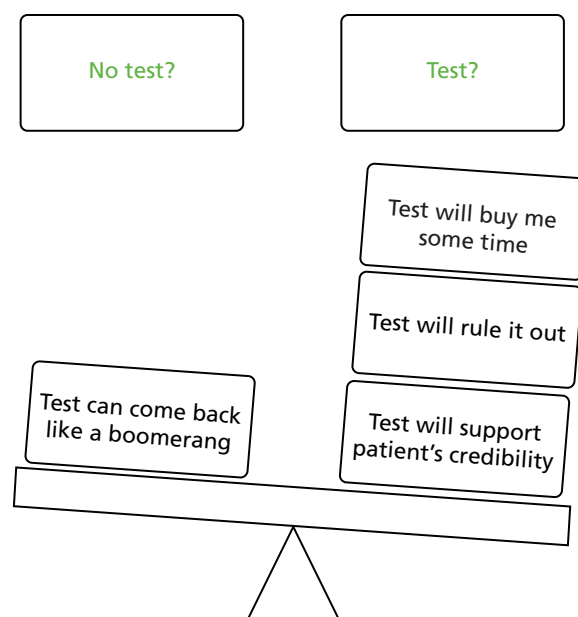 No test?
Test?
Test will buy me
some time
Test will rule it out
Test can come back
like a boomerang
Test will support
patient’s credibility